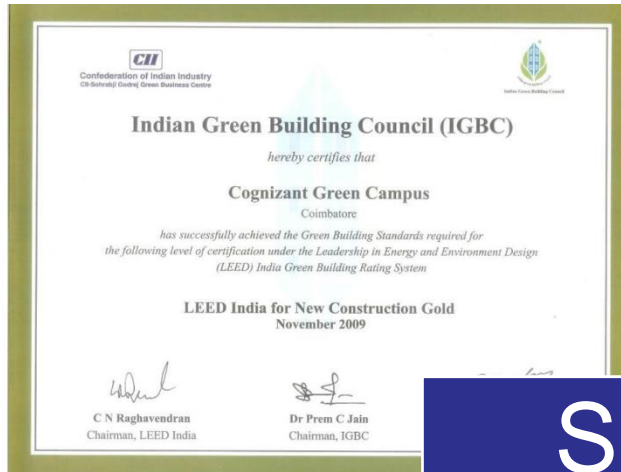 CII
Confederation of Indian Industry
CII-Sohrabji Godrej Green Business Centre
Indian Green Building Council
Indian Green Building Council (IGBC)
hereby certifies that
Cognizant Green Campus
Coimbatore
has successfully achieved the Green Building Standards required for
the following level of certification under the Leadership in Energy and Environment Design
(LEED) India Green Building Rating System
LEED India for New Construction Gold
November 2009
C N Raghavendran
Chairman, LEED India
Dr Prem C Jain
Chairman, IGBC
S